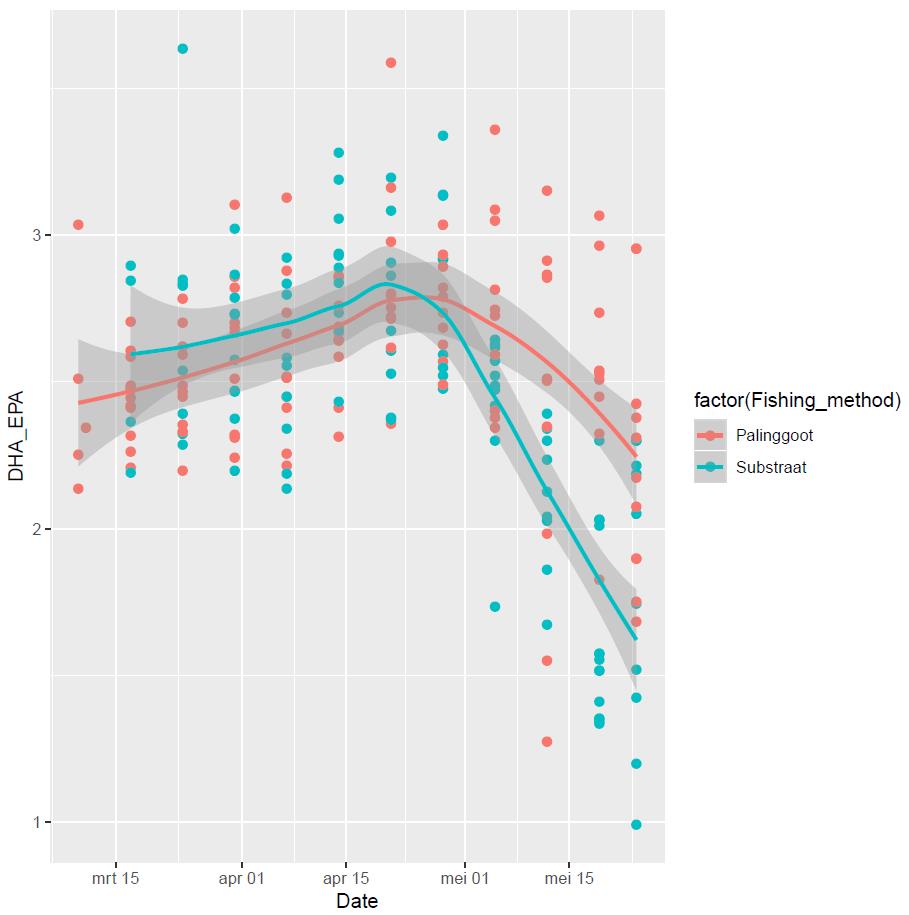 DHA_EPA
3
2
1
mrt 15
apr 01
apr 15
mei 01
mei 15
Date
factor(Fishing_method)
Palinggoot
Substraat